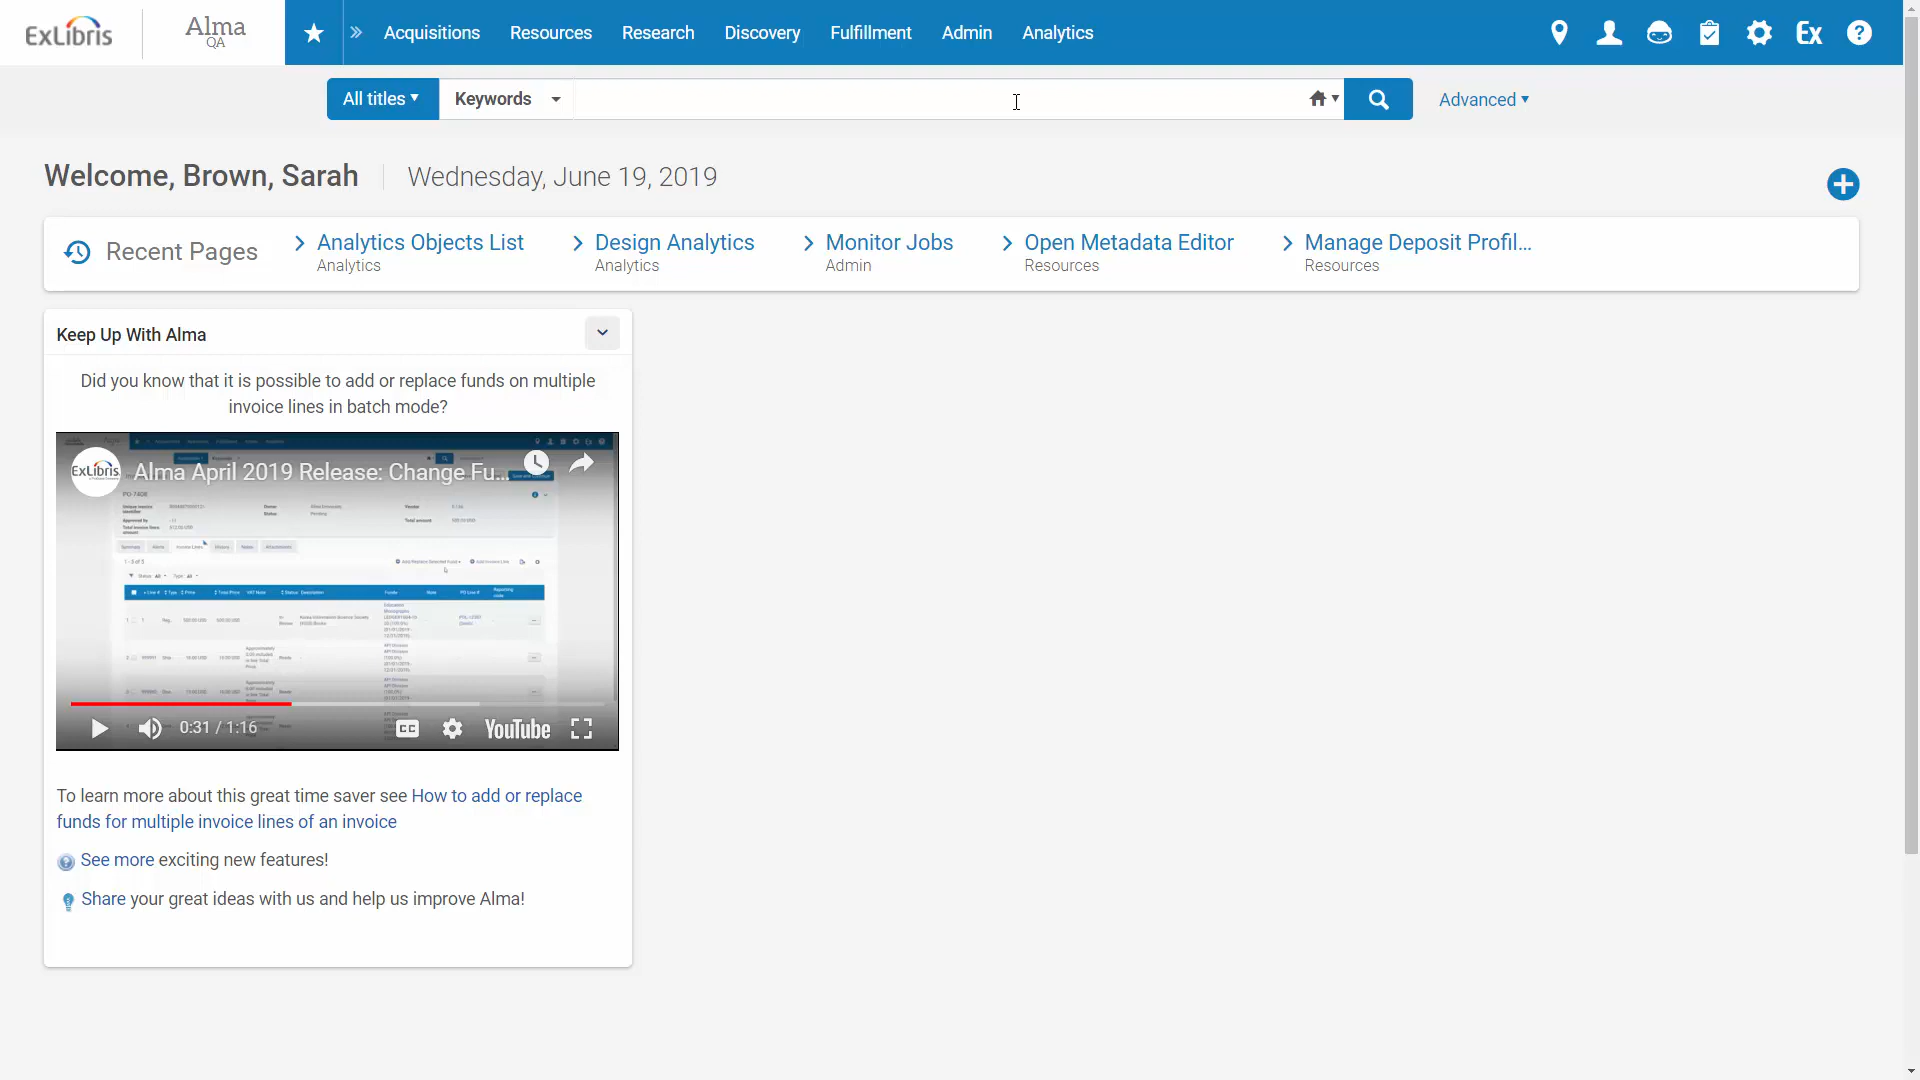 ExLibris
Alma
QA
Acquisitions Resources Research Discovery Fulfillment Admin Analytics
Ex
All titles Keywords Advanced
Welcome, Brown, Sarah Wednesday, June 19, 2019
Recent Pages
Analytics Objects List Design Analytics Monitor Jobs Open Metadata Editor Manage Deposit Profil...
Analytics Analytics Admin Resources Resources
Keep Up With Alma
Did you know that it is possible to add or replace funds on multiple
invoice lines in batch mode?
ExLibris
Alma April 2019 Release: Change Fu...
0:31 / 1:16 CC YouTube
To learn more about this great time saver see How to add or replace
funds for multiple invoice lines of an invoice
See more exciting new features!
Share your great ideas with us and help us improve Alma!